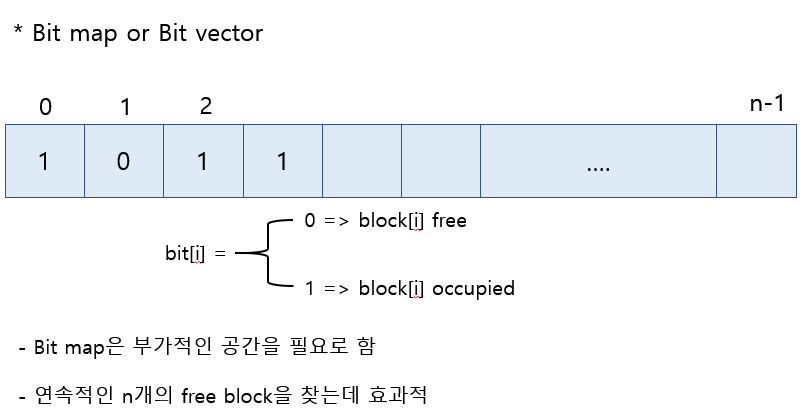 * Bit map or Bit vector
0 1 2 n-1
1 0 1 1 ....
0 => block[i] free
bit[i] =
1 => block[i] occupied
- Bit map은 부가적인 공간을 필요로 함
- 연속적인 n개의 free block을 찾는데 효과적